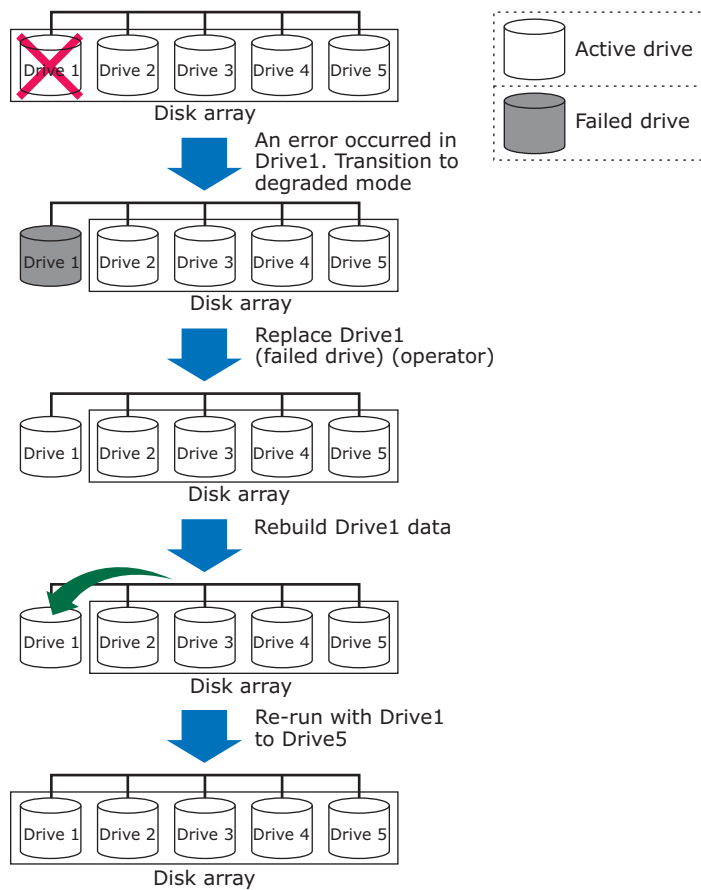 Drive 1 Drive 2 Drive 3 Drive 4 Drive 5
Disk array
Active drive
Failed drive
An error occurred in
Drive1. Transition to
degraded mode
Drive 1 Drive 2 Drive 3 Drive 4 Drive 5
Disk array
Replace Drive1
(failed drive) (operator)
Drive 1 Drive 2 Drive 3 Drive 4 Drive 5
Disk array
Rebuild Drive1 data
Drive 1 Drive 2 Drive 3 Drive 4 Drive 5
Disk array
Re-run with Drive1
to Drive5
Drive 1 Drive 2 Drive 3 Drive 4 Drive 5
Disk array